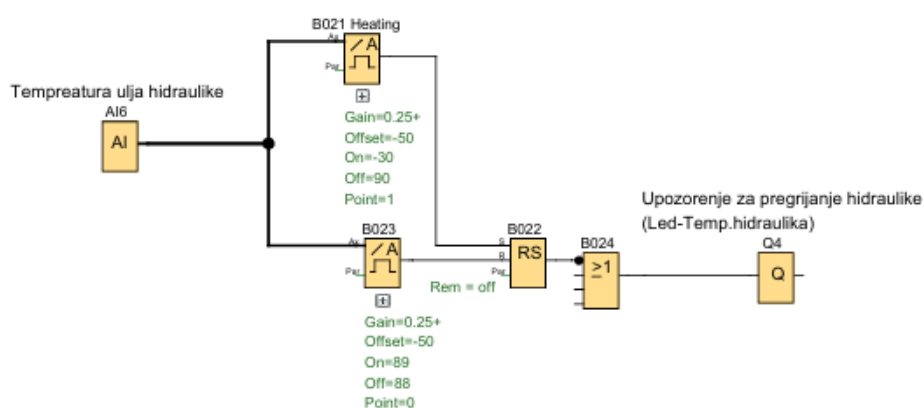 B021 Heating
Ax
A
Par
Tempreatura ulja hidraulike
AI6
AI
Gain=0.25+
Offset=-50
On=-30
Off=90
Point=1
Upozorenje za pregrijanje hidraulike
(Led-Temp.hidraulika)
B023
B022
B024
Q4
Ax
A
Par
S
R
Par
RS
≥1
Q
Rem = off
Gain=0.25+
Offset=-50
On=89
Off=88
Point=0